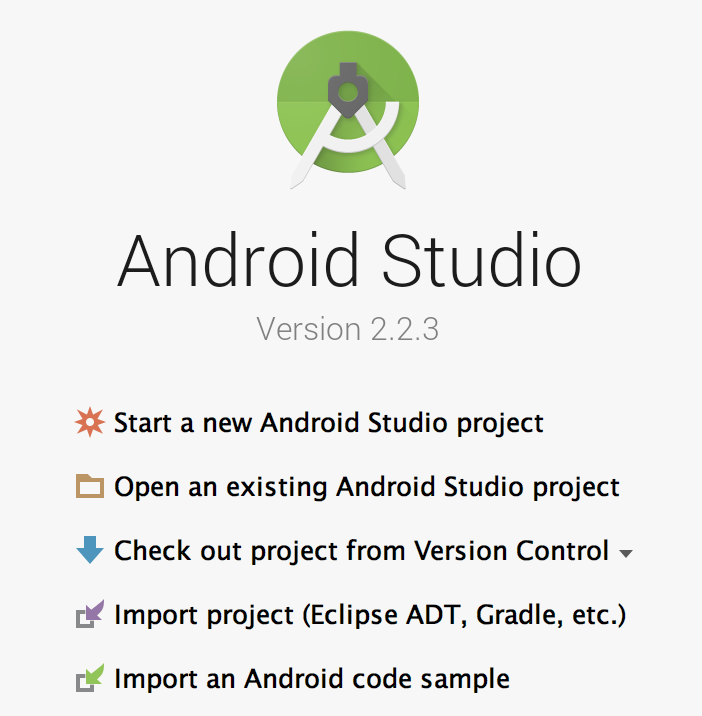 Android Studio
Version 2.2.3
Start a new Android Studio project
Open an existing Android Studio project
Check out project from Version Control
Import project (Eclipse ADT, Gradle, etc.)
Import an Android code sample